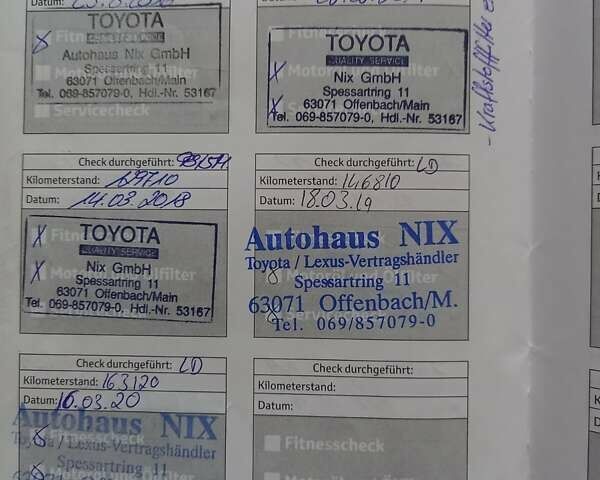 Datum:
TOYOTA
Autohaus Nix GmbH
Spessartring 11
63071 Offenbach/Main
Tel. 069-857079-0, Hdl.-Nr. 53167
Servicecheck
TOYOTA
QUALITY SERVICE
Nix GmbH
Spessartring 11
63071 Offenbach/Main
Tel. 069-857079-0, Hdl.-Nr. 53167
- Kraftstofffilter
Check durchgeführt:
Kilometerstand: 129710
Datum: 14.03.2018
TOYOTA
QUALITY SERVICE
Nix GmbH
Spessartring 11
63071 Offenbach/Main
Tel. 069-857079-0, Hdl.-Nr. 53167
Check durchgeführt: LD
Kilometerstand: 146810
Datum: 18.03.19
Autohaus NIX
Toyota / Lexus-Vertragshändler
Spessartring 11
63071 Offenbach/M.
Tel. 069/857079-0
Check durchgeführt: LD
Kilometerstand: 163120
Datum: 16.03.20
Autohaus NIX
Toyota / Lexus-Vertragshändler
Spessartring 11
Check durchgeführt:
Kilometerstand:
Datum:
Fitnesscheck